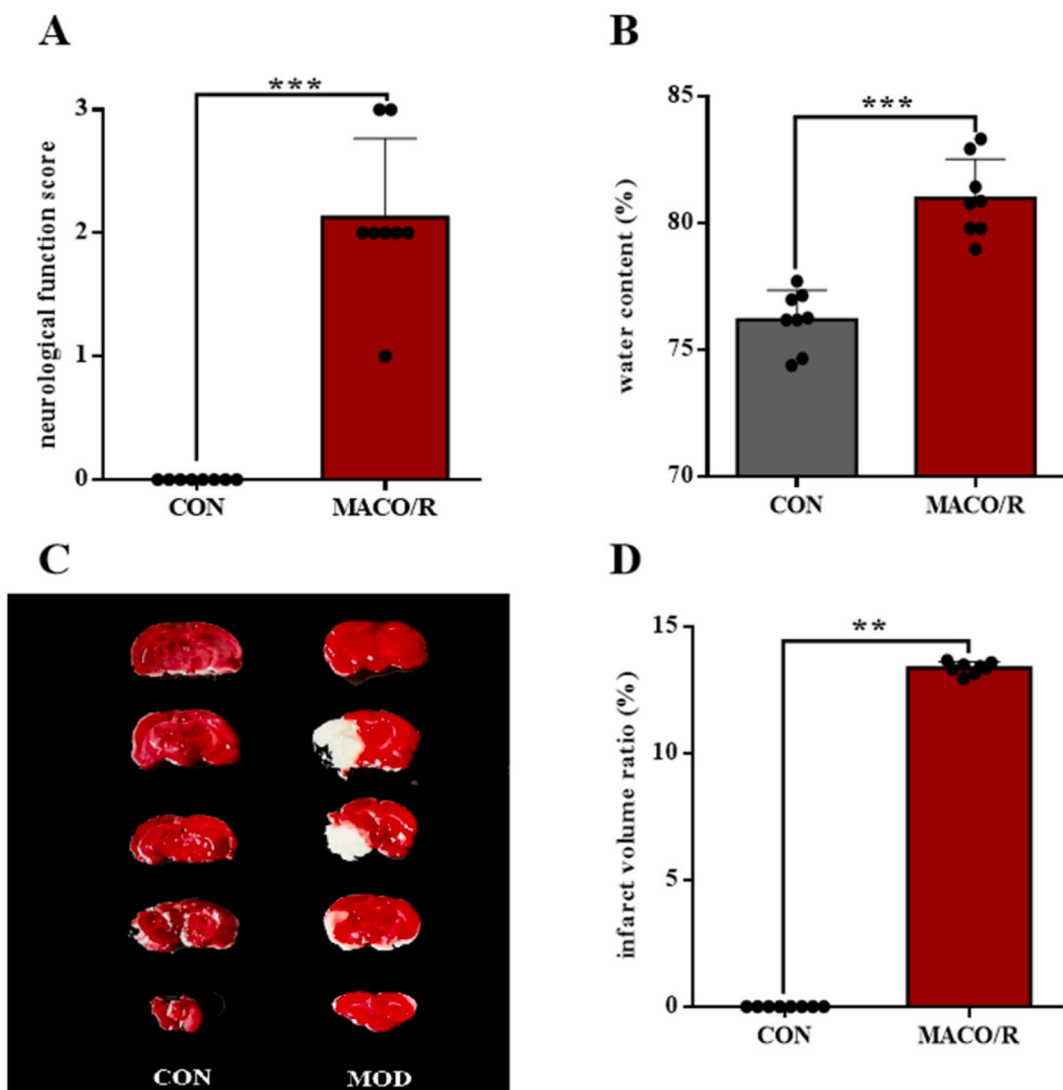 A
neurological function score
3
2
1
0
***
CON
MACO/R
B
water content (%)
85
80
75
70
***
CON
MACO/R
C
CON
MOD
D
infarct volume ratio (%)
15
10
5
0
**
CON
MACO/R